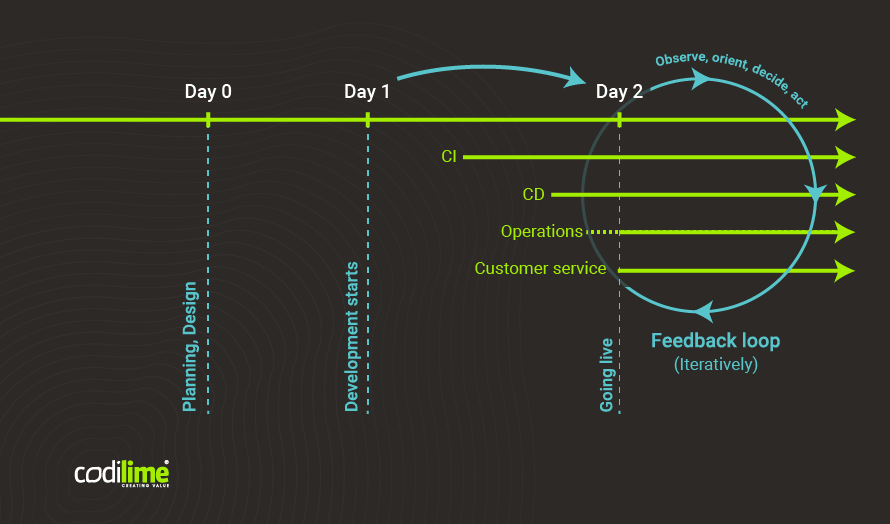 Observe, orient, decide, act
Day 0
Day 1
Day 2
CI
CD
Operations
Customer service
Planning, Design
Development starts
Going live
Feedback loop
(Iteratively)
codilime®
CREATING VALUE